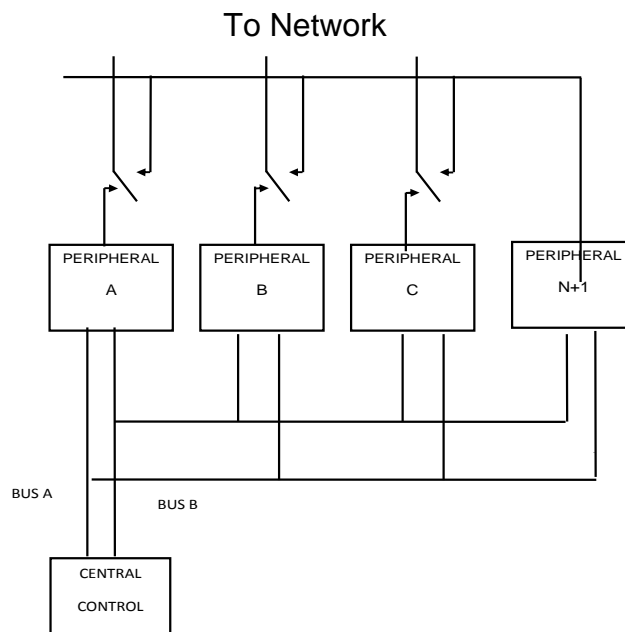 To Network
PERIPHERAL
A
PERIPHERAL
B
PERIPHERAL
C
PERIPHERAL
N+1
BUS A
BUS B
CENTRAL
CONTROL